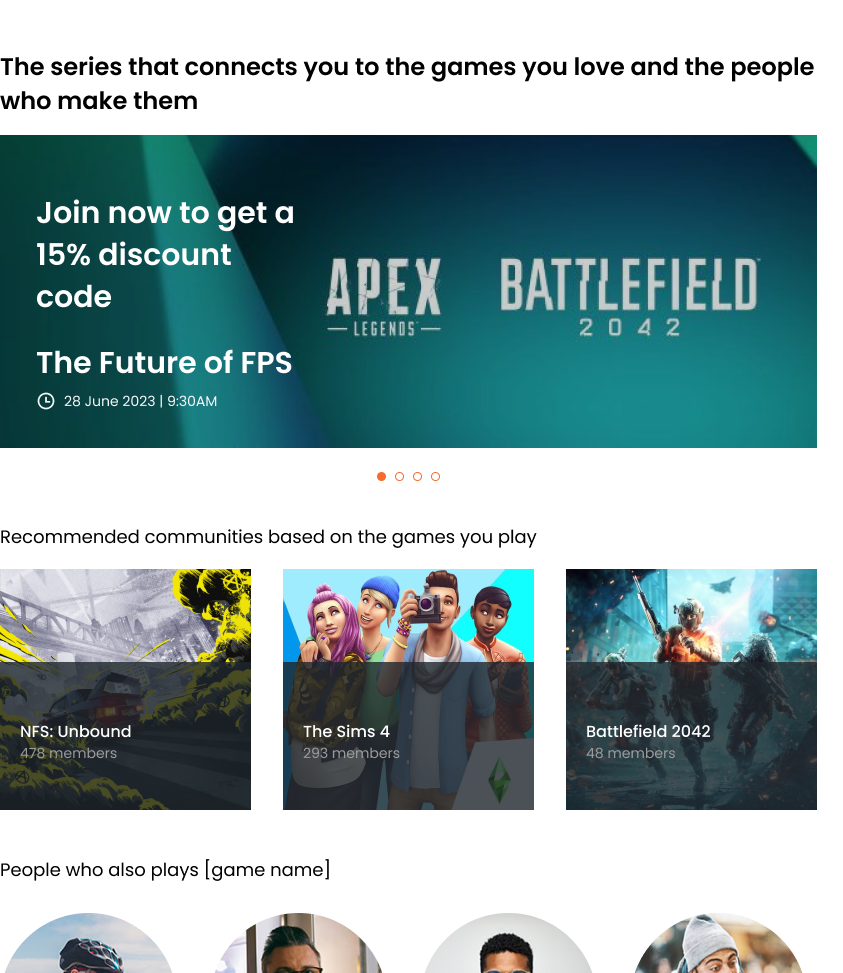 The series that connects you to the games you love and the people
who make them
Join now to get a
15% discount
code
APEX
LEGENDS
BATTLEFIELD
2042
The Future of FPS
28 June 2023 | 9:30AM
Recommended communities based on the games you play
NFS: Unbound
478 members
The Sims 4
293 members
Battlefield 2042
48 members
People who also plays [game name]